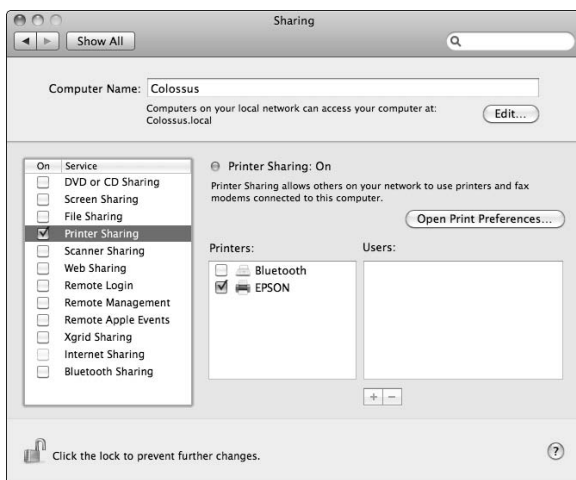 Sharing
Show All
Computer Name: Colossus
Computers on your local network can access your computer at:
Colossus.local
Edit...
On Service
DVD or CD Sharing
Screen Sharing
File Sharing
Printer Sharing
Scanner Sharing
Web Sharing
Remote Login
Remote Management
Remote Apple Events
Xgrid Sharing
Internet Sharing
Bluetooth Sharing
Printer Sharing: On
Printer Sharing allows others on your network to use printers and fax
modems connected to this computer.
Open Print Preferences...
Printers:
Users:
Bluetooth
EPSON
+ −
Click the lock to prevent further changes.
?